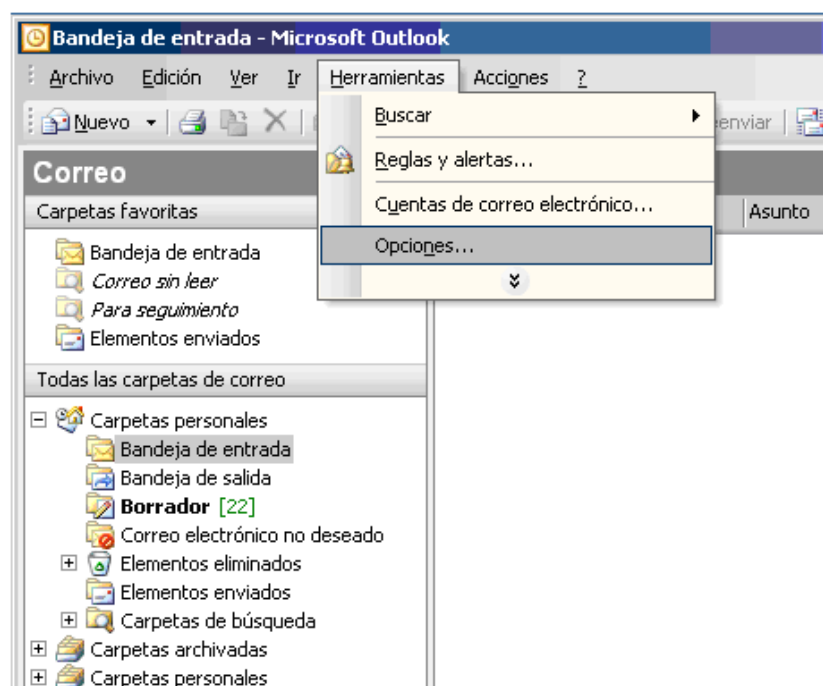 Bandeja de entrada - Microsoft Outlook
Archivo Edición Ver Ir Herramientas Acciones ?
Nuevo
Buscar
Reglas y alertas...
Cuentas de correo electrónico...
Opciones...
Correo
Asunto
Carpetas favoritas
Bandeja de entrada
Correo sin leer
Para seguimiento
Elementos enviados
Todas las carpetas de correo
Carpetas personales
Bandeja de entrada
Bandeja de salida
Borrador [22]
Correo electrónico no deseado
Elementos eliminados
Elementos enviados
Carpetas de búsqueda
Carpetas archivadas
Carpetas personales